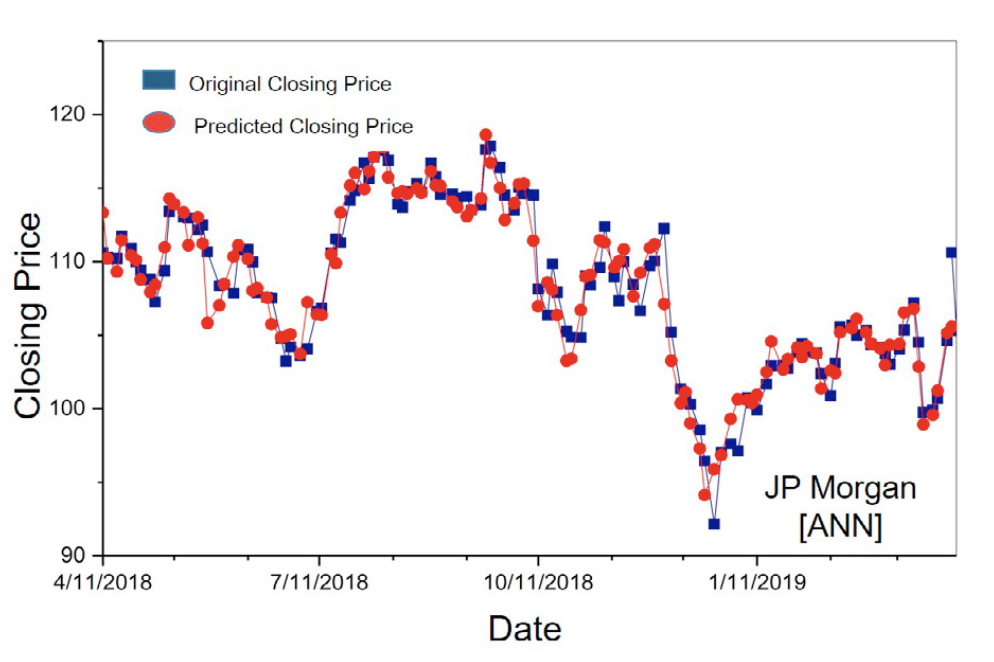 Original Closing Price
Predicted Closing Price
120
110
100
90
Closing Price
JP Morgan
[ANN]
4/11/2018 7/11/2018 10/11/2018 1/11/2019
Date